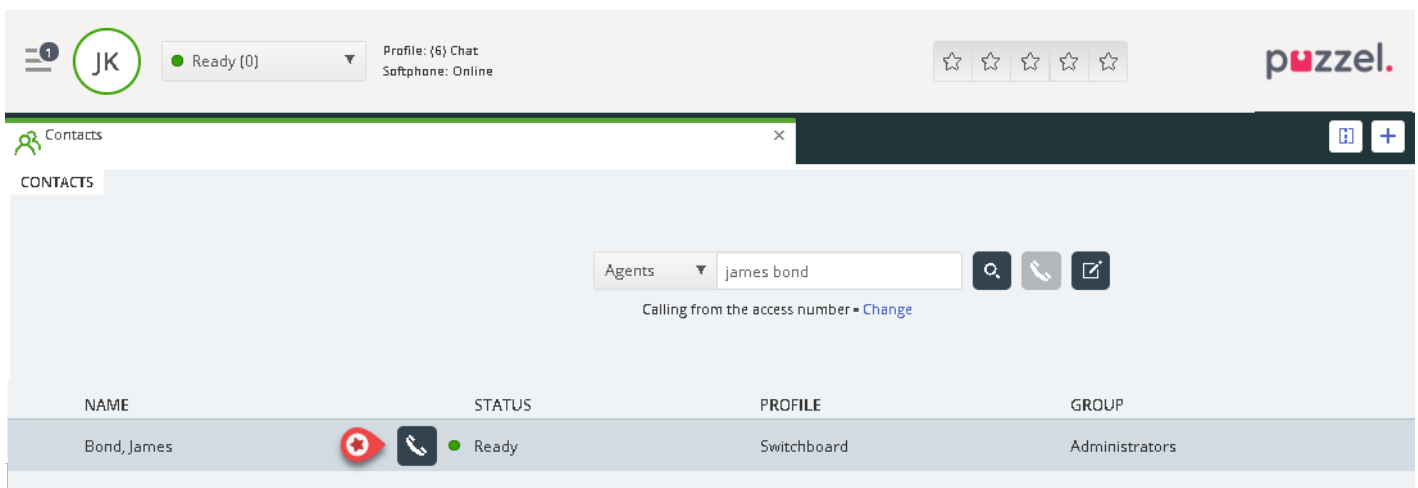 1
JK
Ready (0)
Profile: (6) Chat
Softphone: Online
puzzel.
Contacts
CONTACTS
Agents
james bond
Calling from the access number - Change
NAME STATUS PROFILE GROUP
Bond, James Ready Switchboard Administrators